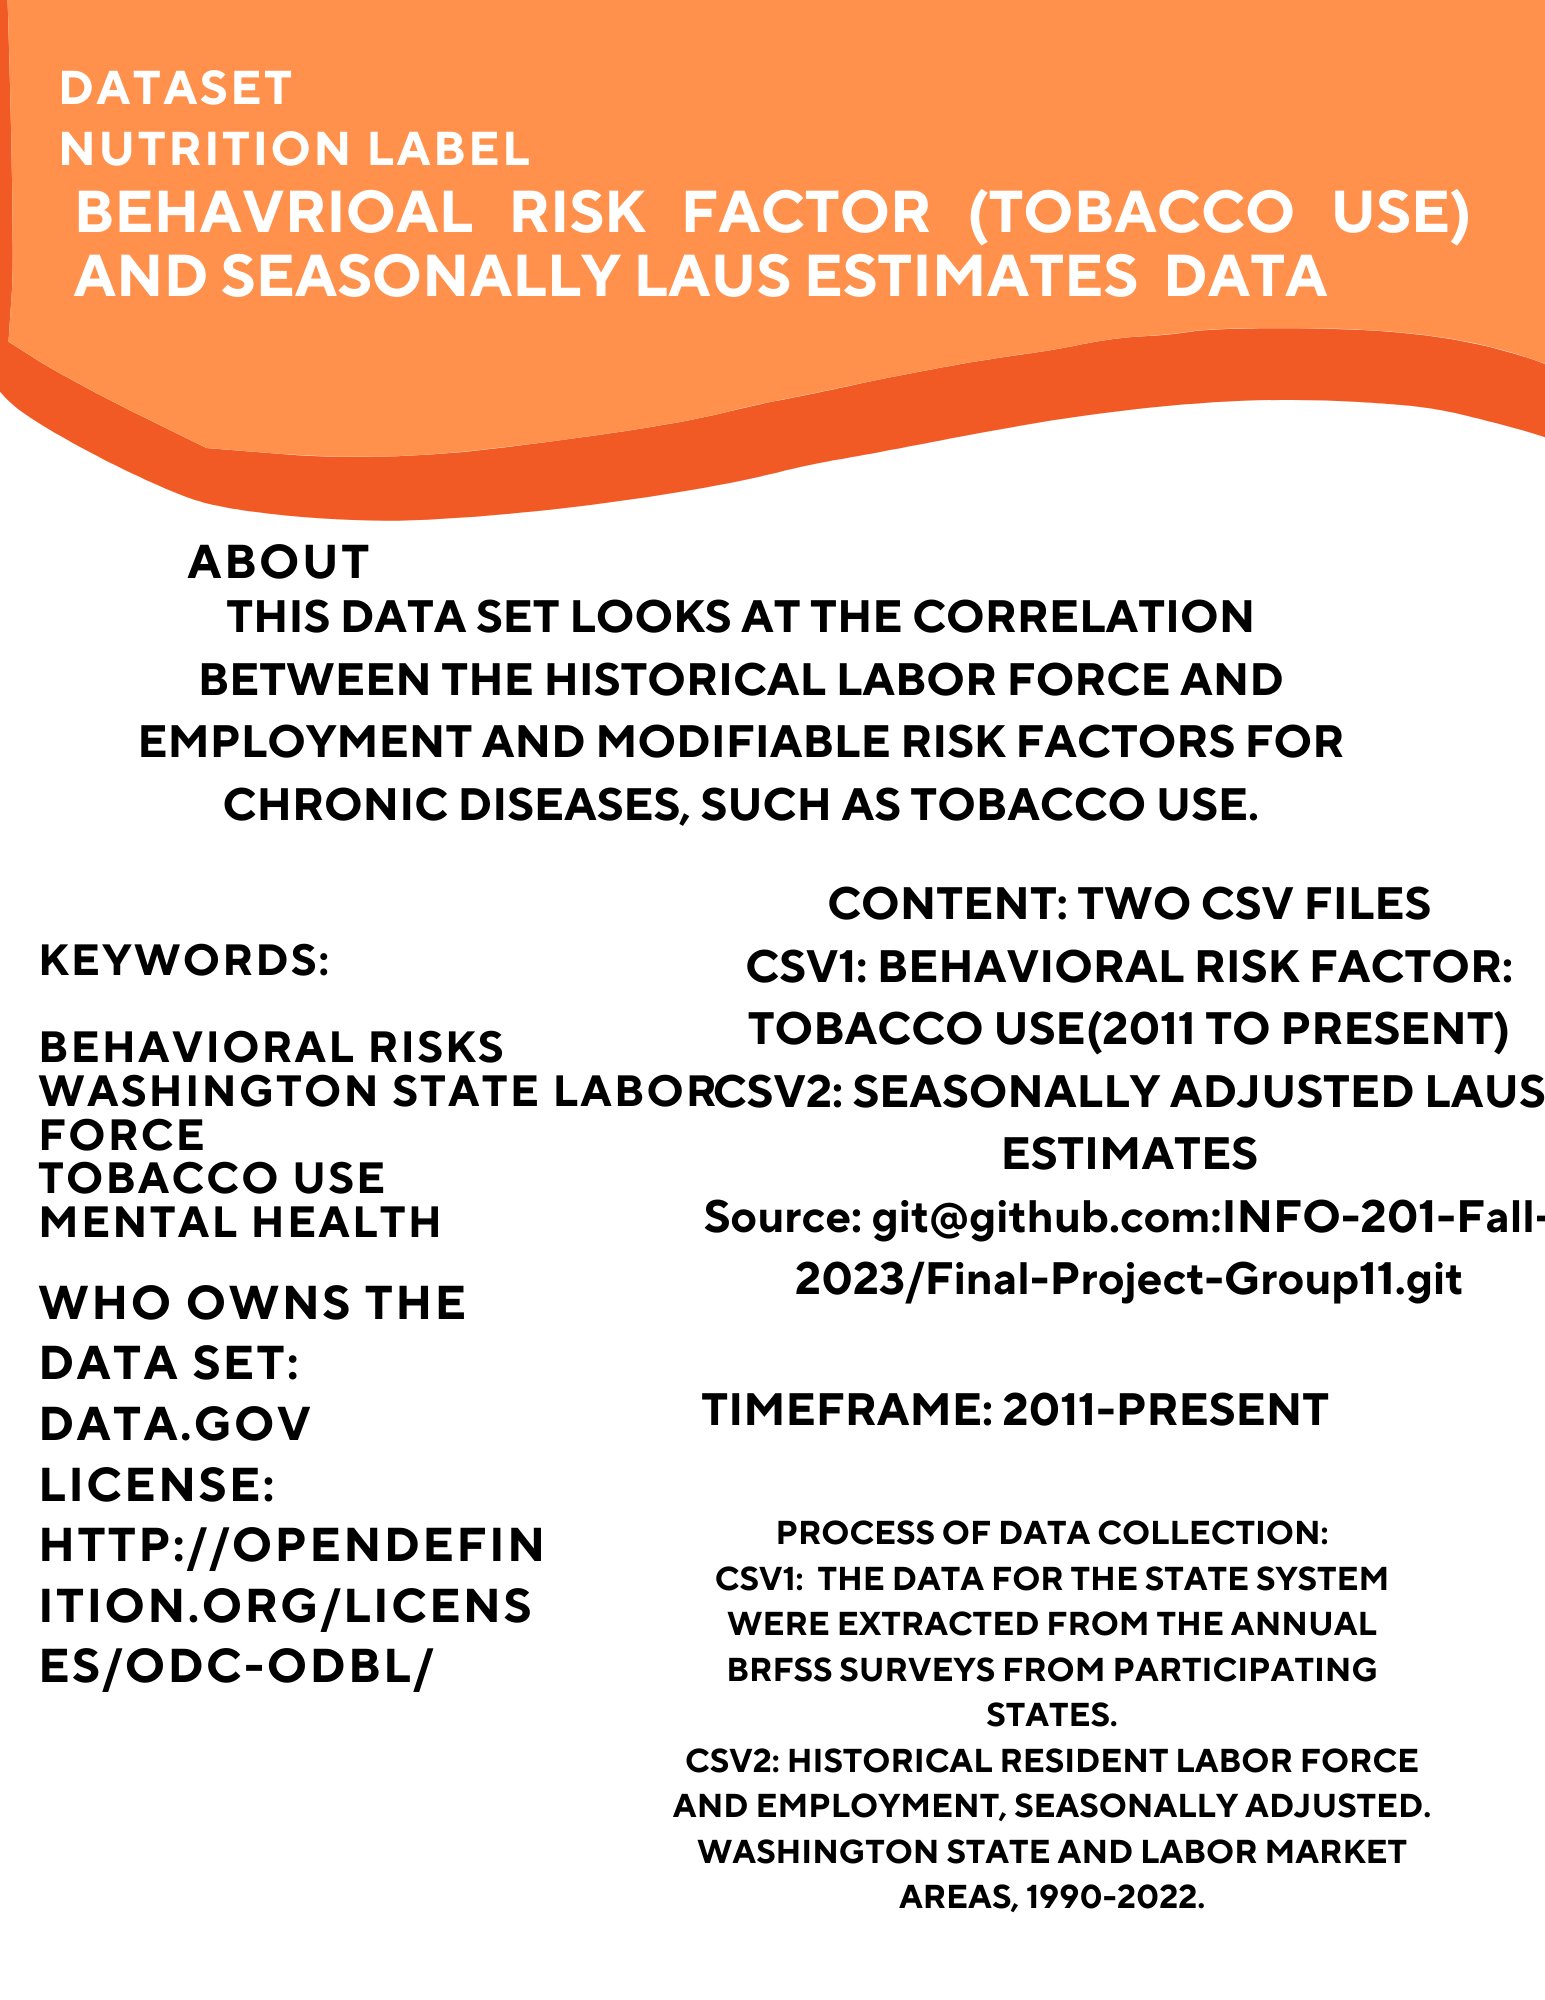 DATASET
NUTRITION LABEL
BEHAVRIOAL RISK FACTOR (TOBACCO USE)
AND SEASONALLY LAUS ESTIMATES DATA
ABOUT
THIS DATA SET LOOKS AT THE CORRELATION
BETWEEN THE HISTORICAL LABOR FORCE AND
EMPLOYMENT AND MODIFIABLE RISK FACTORS FOR
CHRONIC DISEASES, SUCH AS TOBACCO USE.
KEYWORDS:
BEHAVIORAL RISKS
WASHINGTON STATE LABOR
FORCE
TOBACCO USE
MENTAL HEALTH
WHO OWNS THE
DATA SET:
DATA.GOV
LICENSE:
HTTP://OPENDEFIN
ITION.ORG/LICENS
ES/ODC-ODBL/
CONTENT: TWO CSV FILES
CSV1: BEHAVIORAL RISK FACTOR:
TOBACCO USE(2011 TO PRESENT)
CSV2: SEASONALLY ADJUSTED LAUS
ESTIMATES
Source: git@github.com:INFO-201-Fall-
2023/Final-Project-Group11.git
TIMEFRAME: 2011-PRESENT
PROCESS OF DATA COLLECTION:
CSV1: THE DATA FOR THE STATE SYSTEM
WERE EXTRACTED FROM THE ANNUAL
BRFSS SURVEYS FROM PARTICIPATING
STATES.
CSV2: HISTORICAL RESIDENT LABOR FORCE
AND EMPLOYMENT, SEASONALLY ADJUSTED.
WASHINGTON STATE AND LABOR MARKET
AREAS, 1990-2022.